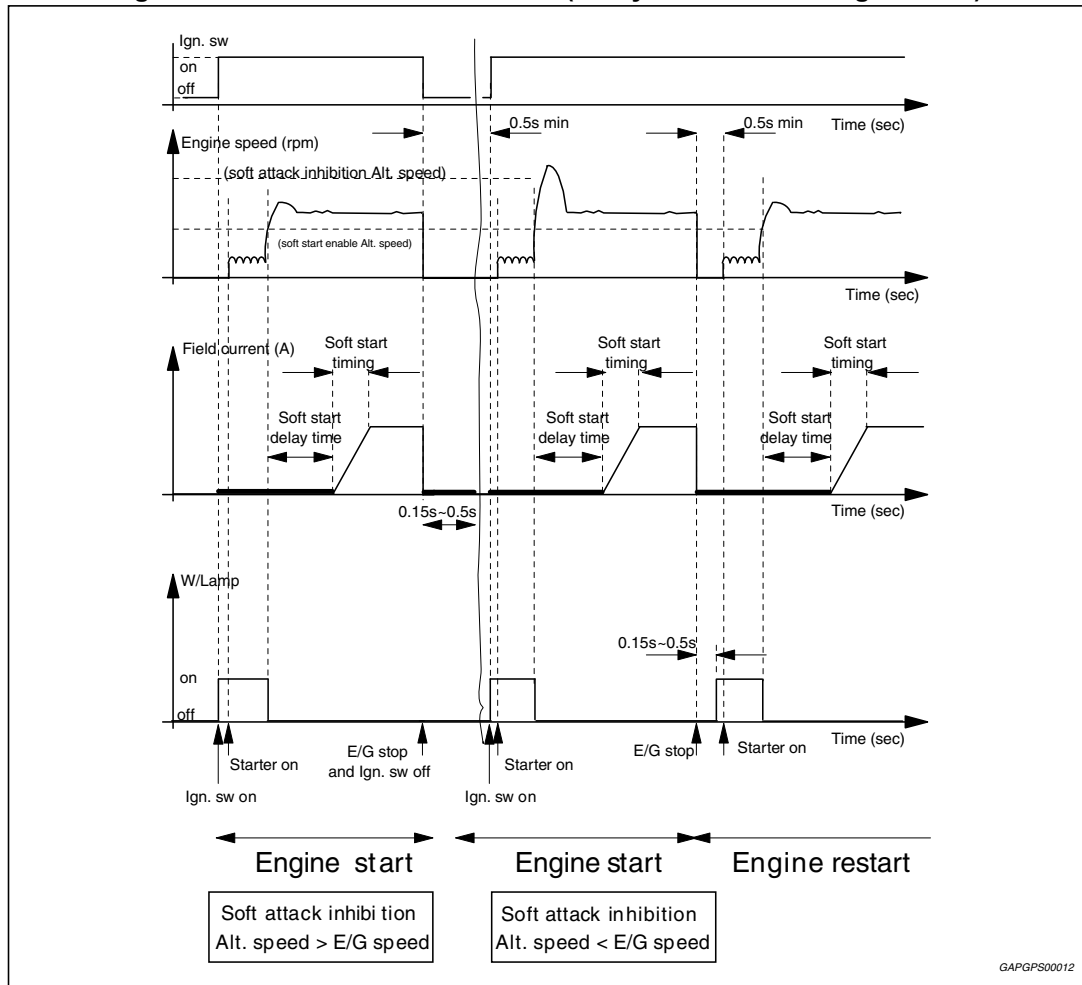 Ign. sw
on
off
Time (sec)
0.5s min
0.5s min
Engine speed (rpm)
(soft attack inhibition Alt. speed)
(soft start enable Alt. speed)
Time (sec)
Field current (A)
Soft start
timing
Soft start
timing
Soft start
timing
Soft start
delay time
Soft start
delay time
Soft start
delay time
0.15s~0.5s
Time (sec)
W/Lamp
0.15s~0.5s
on
off
Time (sec)
Starter on
E/G stop
and Ign. sw off
Starter on
E/G stop
Starter on
Ign. sw on
Ign. sw on
Engine start
Engine start
Engine restart
Soft attack inhibi tion
Alt. speed > E/G speed
Soft attack inhibition
Alt. speed < E/G speed
GAPGPS00012